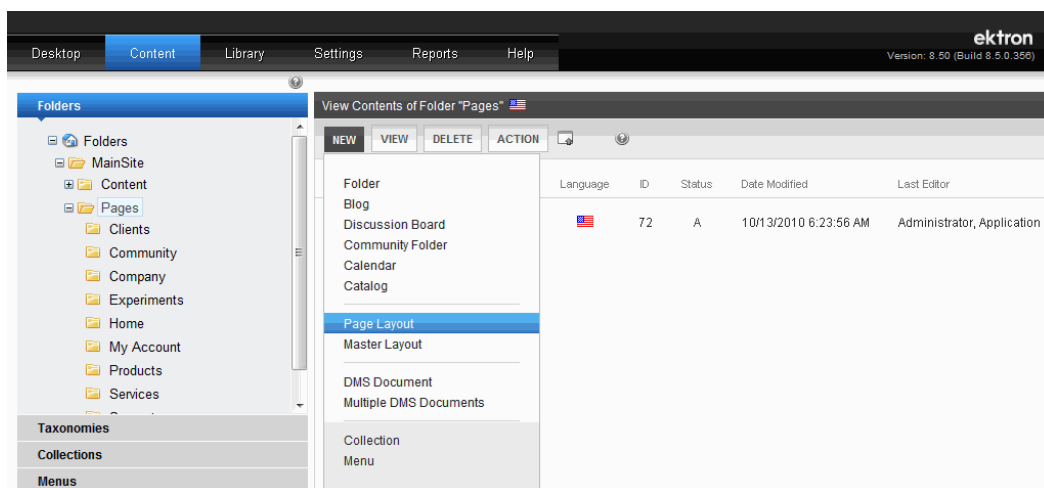 ektron
Desktop Content Library Settings Reports Help
Version: 8.50 (Build 8.5.0.356)
Folders
View Contents of Folder "Pages"
NEW VIEW DELETE ACTION
Folders
MainSite
Content
Pages
Clients
Community
Company
Experiments
Home
My Account
Products
Services
Taxonomies
Collections
Menus
Folder
Blog
Discussion Board
Community Folder
Calendar
Catalog
Page Layout
Master Layout
DMS Document
Multiple DMS Documents
Collection
Menu
Language ID Status Date Modified Last Editor
72 A 10/13/2010 6:23:56 AM Administrator, Application